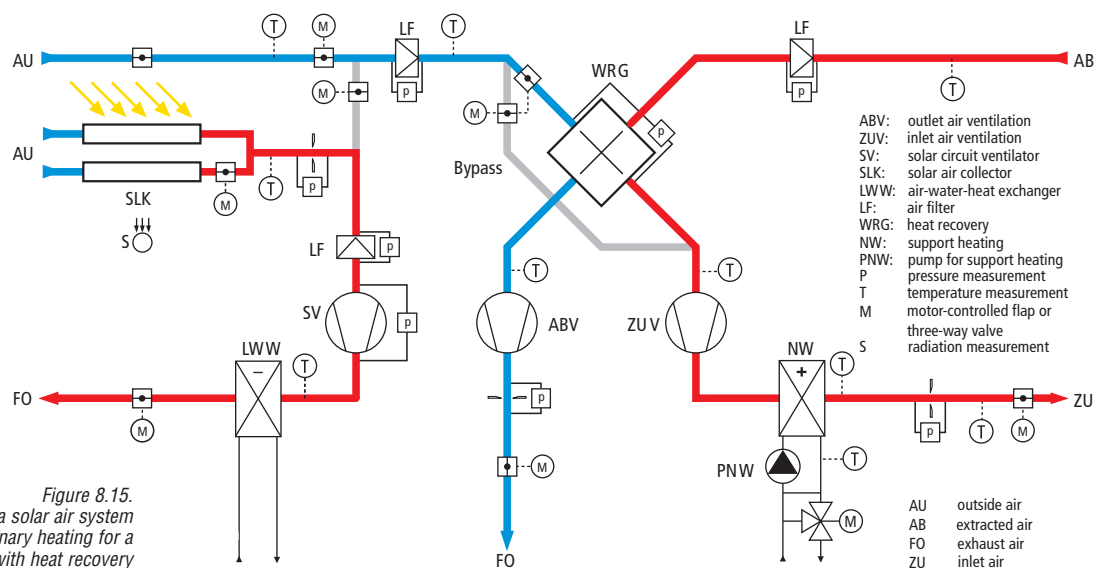 T
M
LF
T
LF
AU
AB
p
p
T
WRG
M
M
p
ABV: outlet air ventilation
ZUV: inlet air ventilation
SV: solar circuit ventilator
SLK: solar air collector
LWW: air-water-heat exchanger
LF: air filter
WRG: heat recovery
NW: support heating
PNW: pump for support heating
P pressure measurement
T temperature measurement
M motor-controlled flap or
three-way valve
S radiation measurement
AU
Bypass
SLK
M
T
p
S
LF
p
T
T
SV
p
ABV
ZUV
LWW
−
T
NW
+
T
FO
M
p
p
T
M
ZU
PNW
T
M
M
FO
Figure 8.15.
a solar air system
nary heating for a
with heat recovery
AU outside air
AB extracted air
FO exhaust air
ZU inlet air